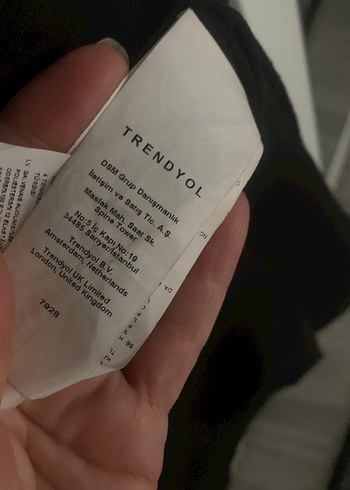 TRENDYOL
DSM Grup Danışmanlık
İletişim ve Satış Tic. A.Ş.
Maslak Mah. Saat Sk.
Spine Tower
No:5 İç Kapı No:19
34485 Sarıyer/İstanbul
Trendyol B.V.
Amsterdam, Netherlands
Trendyol UK Limited
London, United Kingdom
7928